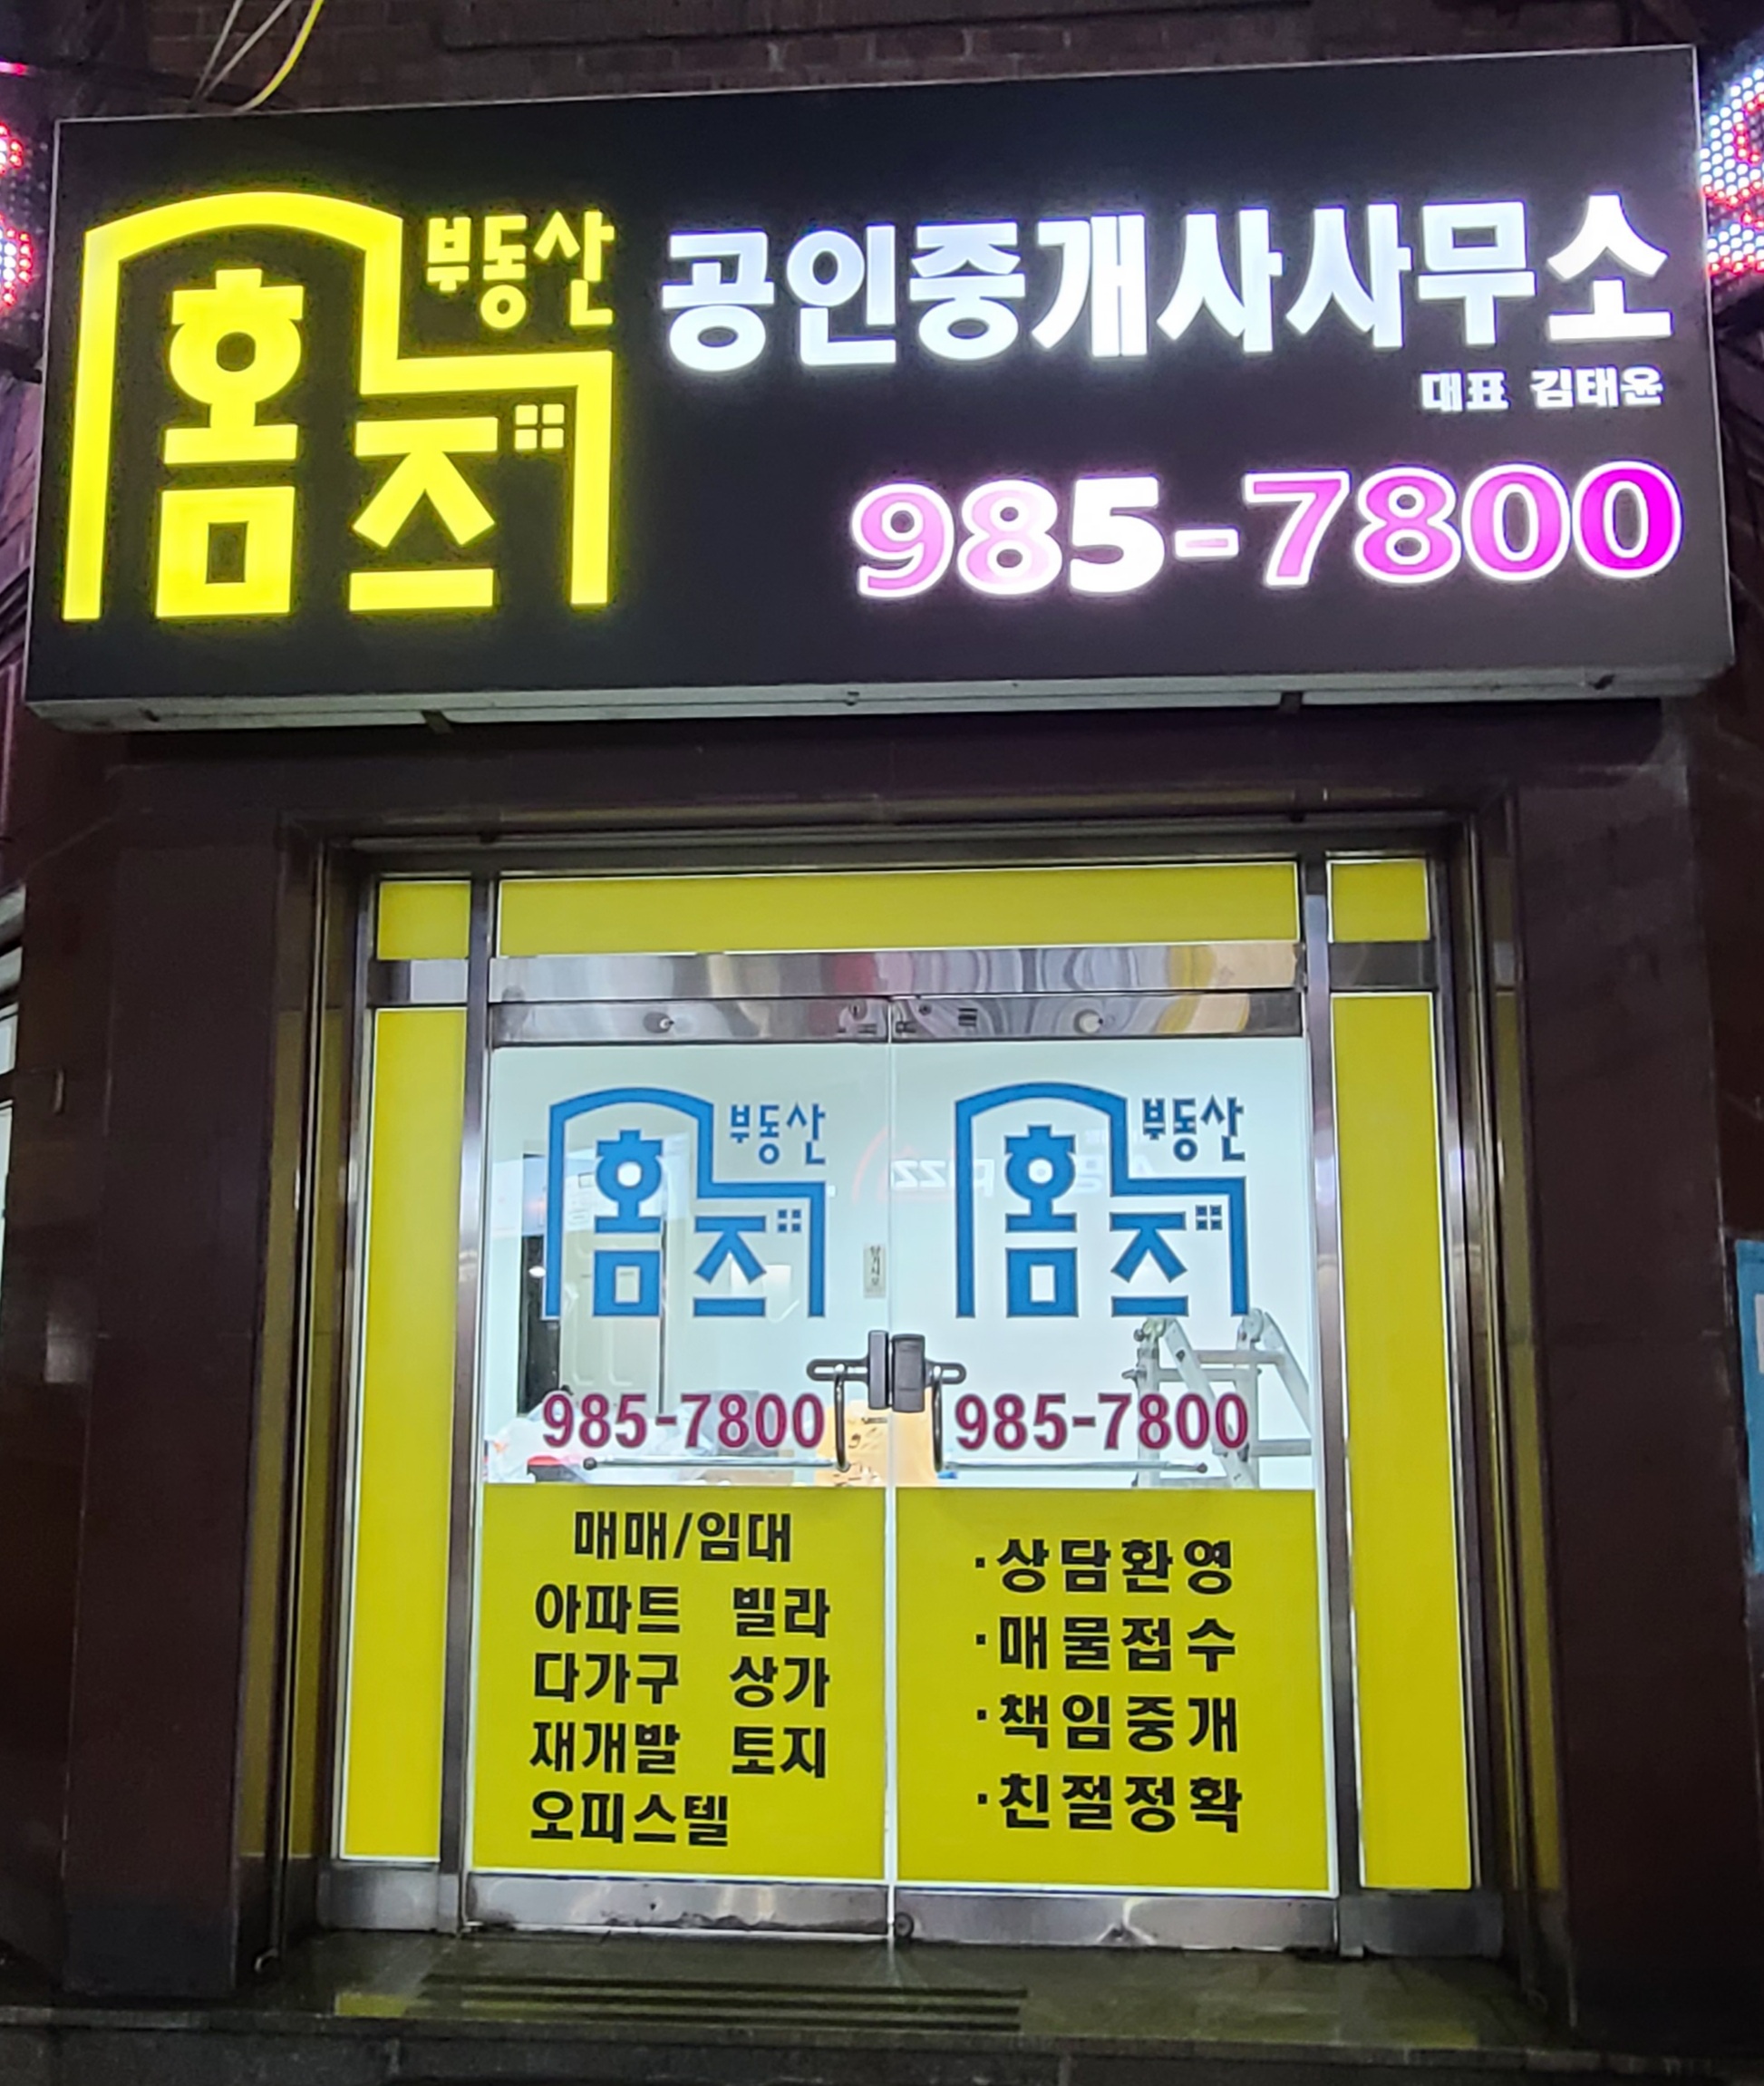 부동산
홈즈
공인중개사사무소
대표 김태윤
985-7800
부동산
홈즈
985-7800
부동산
홈즈
985-7800
매매/임대
아파트 빌라
다가구 상가
재개발 토지
오피스텔
·상담환영
·매물접수
·책임중개
·친절정확